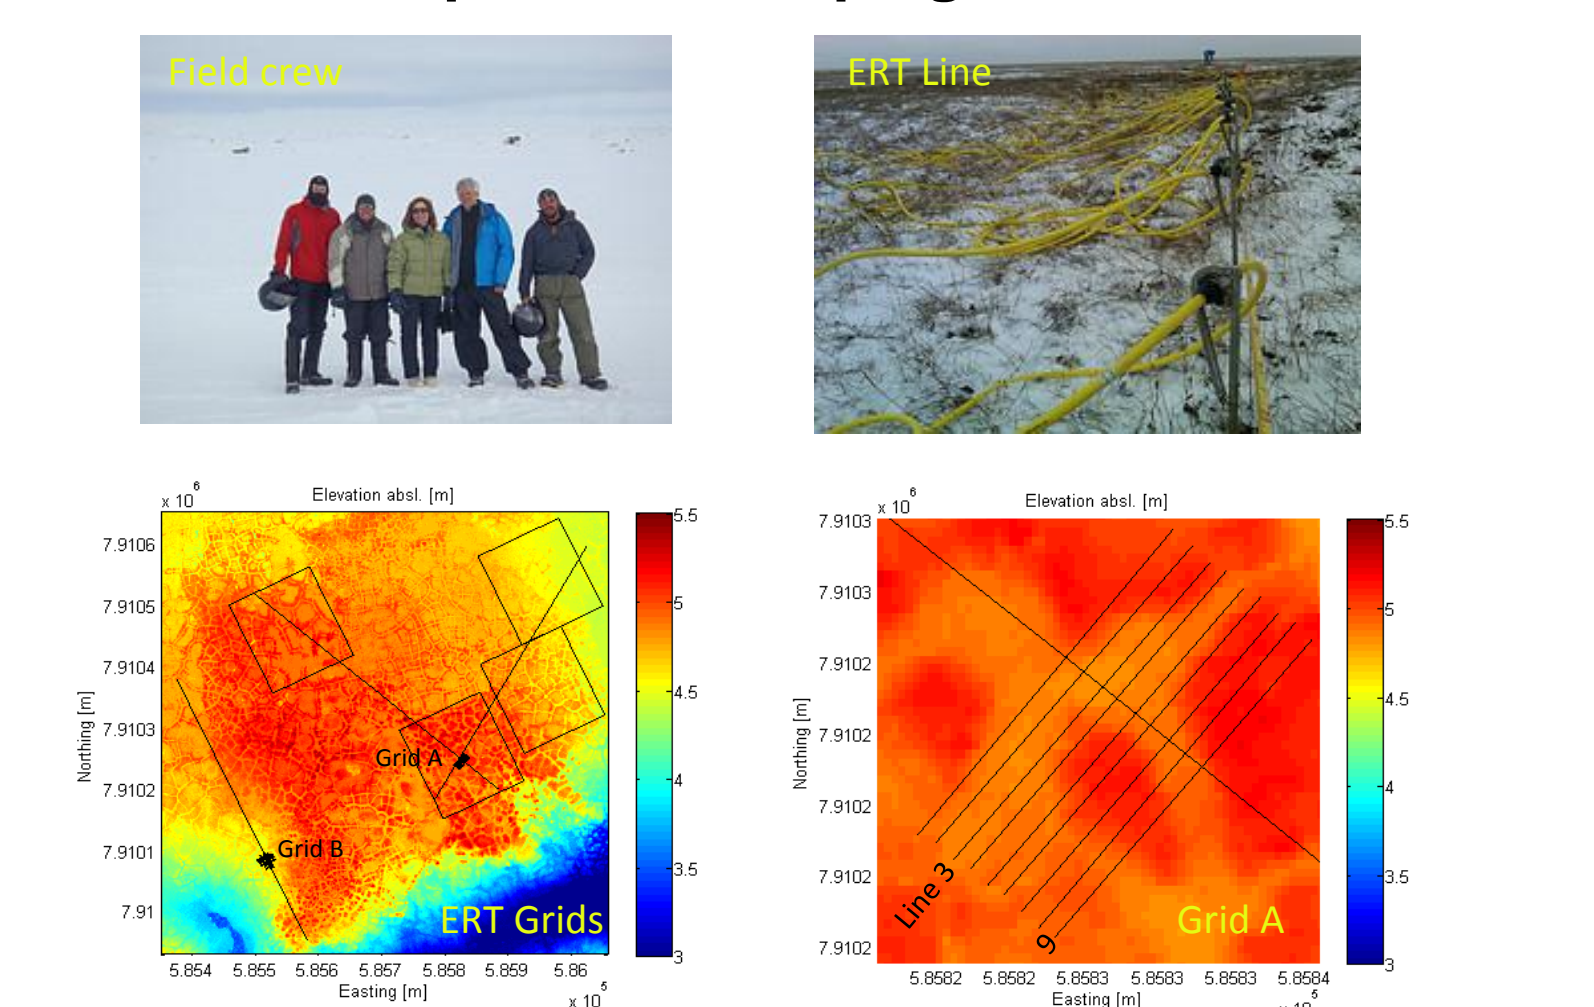 Field crew
ERT Line
x 10^6
Elevation absl. [m]
7.9106
7.9105
7.9104
7.9103
7.9102
7.9101
7.91
Northing [m]
Grid A
Grid B
ERT Grids
5.854 5.855 5.856 5.857 5.858 5.859 5.86
Easting [m]
x 10^5
5.5
5
4.5
4
3.5
3
x 10^6
Elevation absl. [m]
7.9103
7.9103
7.9102
7.9102
7.9102
7.9102
7.9102
Northing [m]
Line 3
9
Grid A
5.8582 5.8582 5.8583 5.8583 5.8583 5.8584
Easting [m]
x 10^5
5.5
5
4.5
4
3.5
3